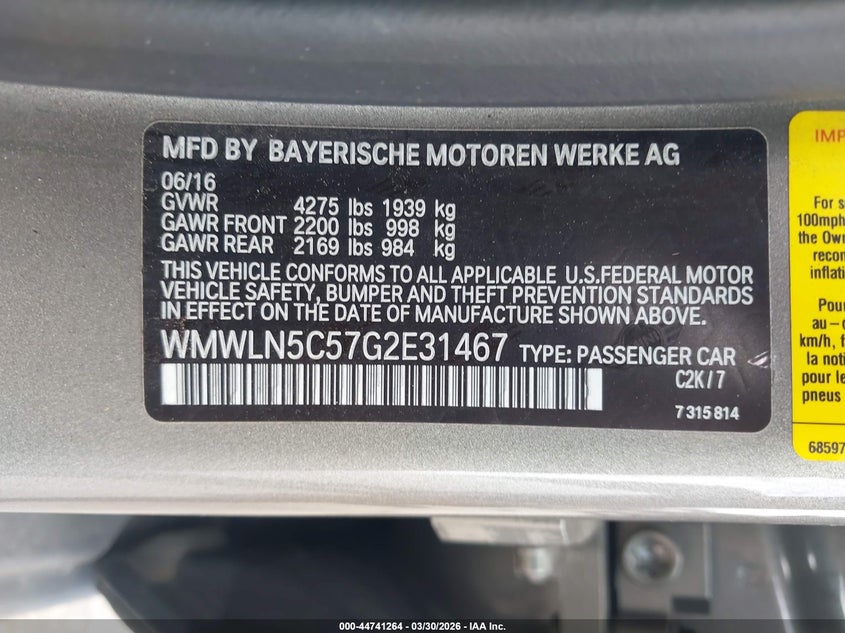 MFD BY BAYERISCHE MOTOREN WERKE AG
06/16
GVWR 4275 lbs 1939 kg
GAWR FRONT 2200 lbs 998 kg
GAWR REAR 2169 lbs 984 kg
THIS VEHICLE CONFORMS TO ALL APPLICABLE U.S.FEDERAL MOTOR
VEHICLE SAFETY, BUMPER AND THEFT PREVENTION STANDARDS
IN EFFECT ON THE DATE OF MANUFACTURE SHOWN ABOVE.
WMWLN5C57G2E31467 TYPE: PASSENGER CAR
C2K/7
7 315 814
IMP
For s
100mph
the Own
recon
inflati
Pour
au-d
km/h, f
la noti
pour le
pneus
68597
000-44741264 - 03/30/2026 - IAA Inc.